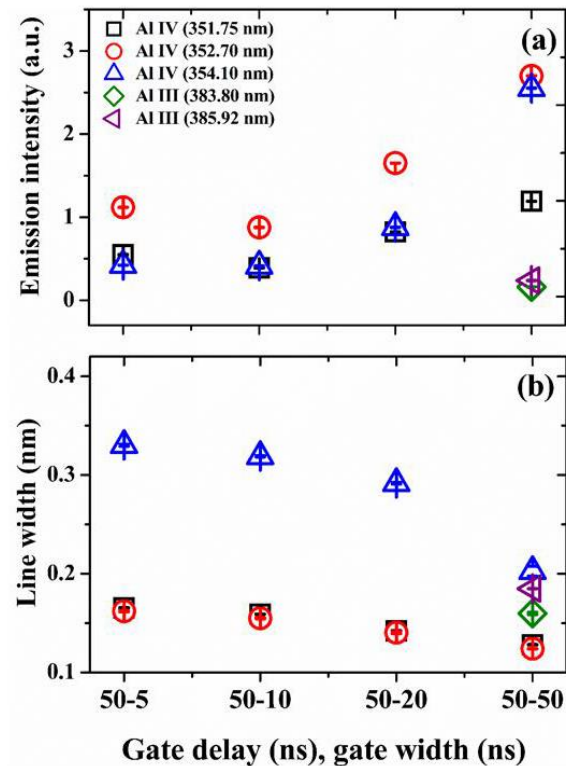 (a)
Al IV (351.75 nm)
Al IV (352.70 nm)
Al IV (354.10 nm)
Al III (383.80 nm)
Al III (385.92 nm)
Emission intensity (a.u.)
3
2
1
0
(b)
Line width (nm)
0.4
0.3
0.2
0.1
50-5 50-10 50-20 50-50
Gate delay (ns), gate width (ns)